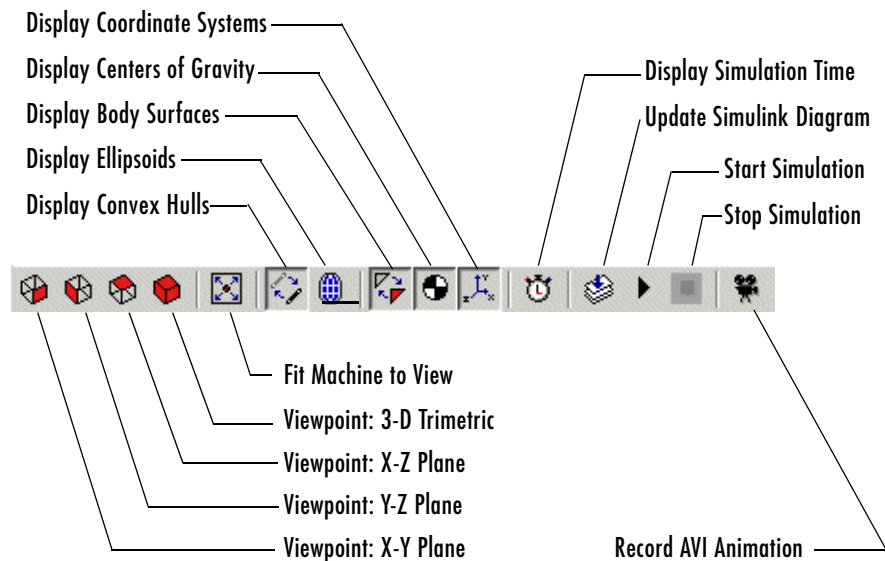 Display Coordinate Systems
Display Centers of Gravity
Display Body Surfaces
Display Ellipsoids
Display Convex Hulls
Display Simulation Time
Update Simulink Diagram
Start Simulation
Stop Simulation
Y
Z
X
L
Fit Machine to View
Viewpoint: 3-D Trimetric
Viewpoint: X-Z Plane
Viewpoint: Y-Z Plane
Viewpoint: X-Y Plane
Record AVI Animation